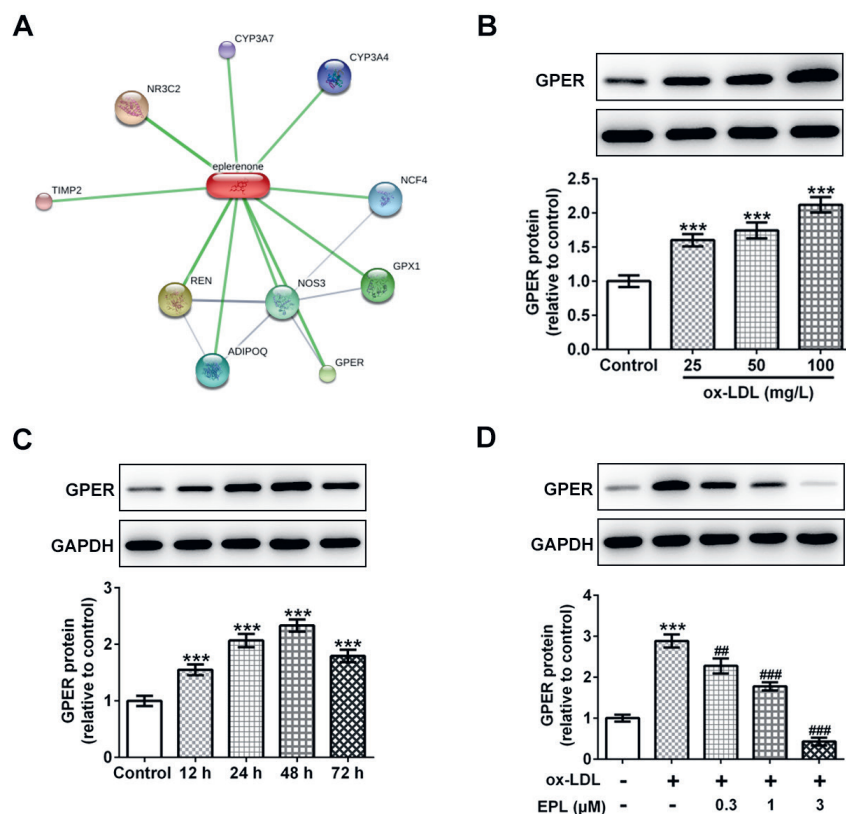 A
CYP3A7
CYP3A4
NR3C2
eplerenone
TIMP2
NCF4
REN
NOS3
GPX1
ADIPOQ
GPER
B
GPER
GPER protein
(relative to control)
2.5
2.0
1.5
1.0
0.5
0.0
***
***
***
Control
25
50
100
ox-LDL (mg/L)
C
GPER
GAPDH
GPER protein
(relative to control)
3
2
1
0
***
***
***
***
Control
12 h
24 h
48 h
72 h
D
GPER
GAPDH
GPER protein
(relative to control)
4
3
2
1
0
***
##
###
###
ox-LDL - + + + +
EPL (μM) - - 0.3 1 3